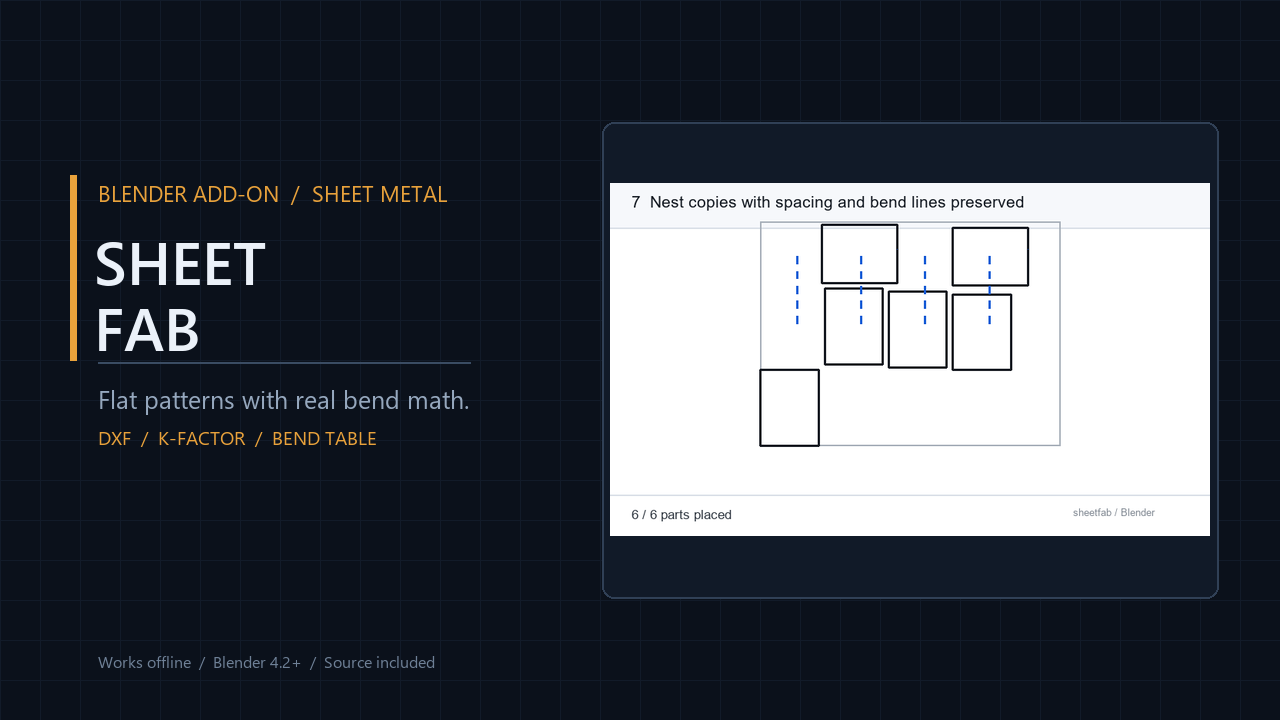 BLENDER ADD-ON / SHEET METAL
SHEET
FAB
Flat patterns with real bend math.
DXF / K-FACTOR / BEND TABLE
Works offline / Blender 4.2+ / Source included
7 Nest copies with spacing and bend lines preserved
6 / 6 parts placed
sheetfab / Blender